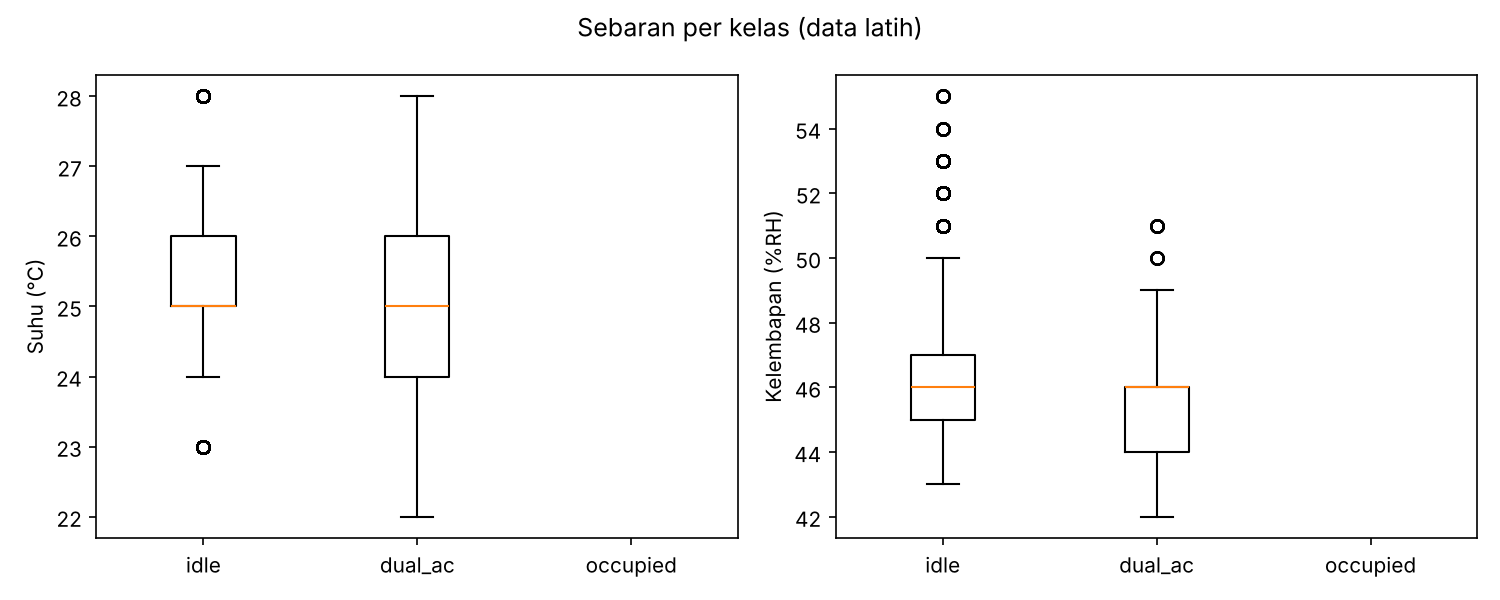 Sebaran per kelas (data latih)
Suhu (°C)
28
27
26
25
24
23
22
idle dual_ac occupied
Kelembapan (%RH)
54
52
50
48
46
44
42
idle dual_ac occupied